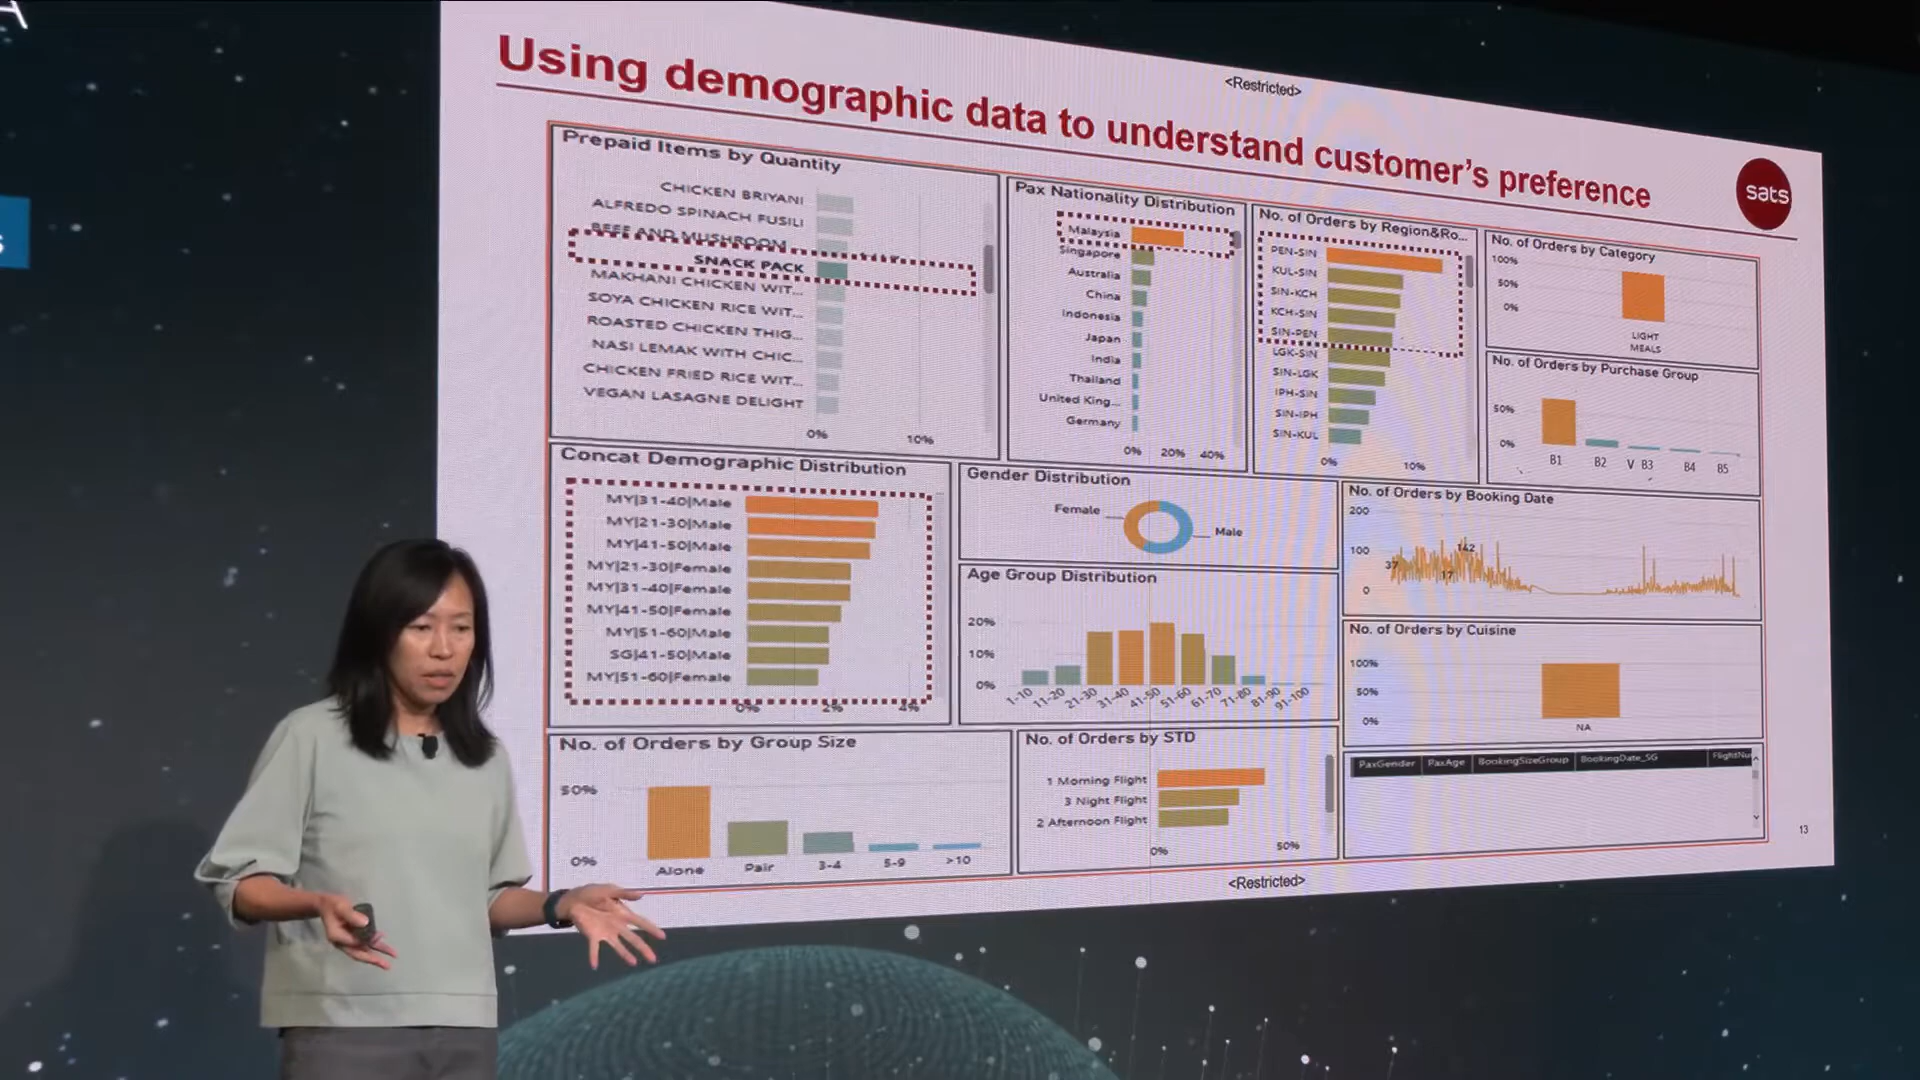 A
s
<Restricted>
Using demographic data to understand customer's preference
sats
Prepaid Items by Quantity
CHICKEN BRIYANI
ALFREDO SPINACH FUSILI
BEEF AND MUSHROOM ...
SNACK PACK
MAKHANI CHICKEN WIT...
SOYA CHICKEN RICE WIT...
ROASTED CHICKEN THIG...
NASI LEMAK WITH CHIC...
CHICKEN FRIED RICE WIT...
VEGAN LASAGNE DELIGHT
0% 10%
Pax Nationality Distribution
Malaysia
Singapore
Australia
China
Indonesia
Japan
India
Thailand
United King...
Germany
0% 20% 40%
No. of Orders by Region&Ro...
PEN-SIN
KUL-SIN
SIN-KCH
KCH-SIN
SIN-PEN
LGK-SIN
SIN-LGK
IPH-SIN
SIN-IPH
SIN-KUL
0% 10%
No. of Orders by Category
100%
50%
0%
LIGHT
MEALS
No. of Orders by Purchase Group
50%
0%
B1 B2 V B3 B4 B5
Concat Demographic Distribution
MY|31-40|Male
MY|21-30|Male
MY|41-50|Male
MY|21-30|Female
MY|31-40|Female
MY|41-50|Female
MY|51-60|Male
SG|41-50|Male
MY|51-60|Female
0% 2% 4%
Gender Distribution
Female
Male
Age Group Distribution
20%
10%
0%
1-10 11-20 21-30 31-40 41-50 51-60 61-70 71-80 81-90 91-100
No. of Orders by Booking Date
200
100
0
37 142 17
No. of Orders by Cuisine
100%
50%
0%
NA
No. of Orders by Group Size
50%
0%
Alone Pair 3-4 5-9 >10
No. of Orders by STD
1 Morning Flight
3 Night Flight
2 Afternoon Flight
0% 50%
PaxGender PaxAge BookingSizeGroup BookingDate_SG FlightNu
13
<Restricted>